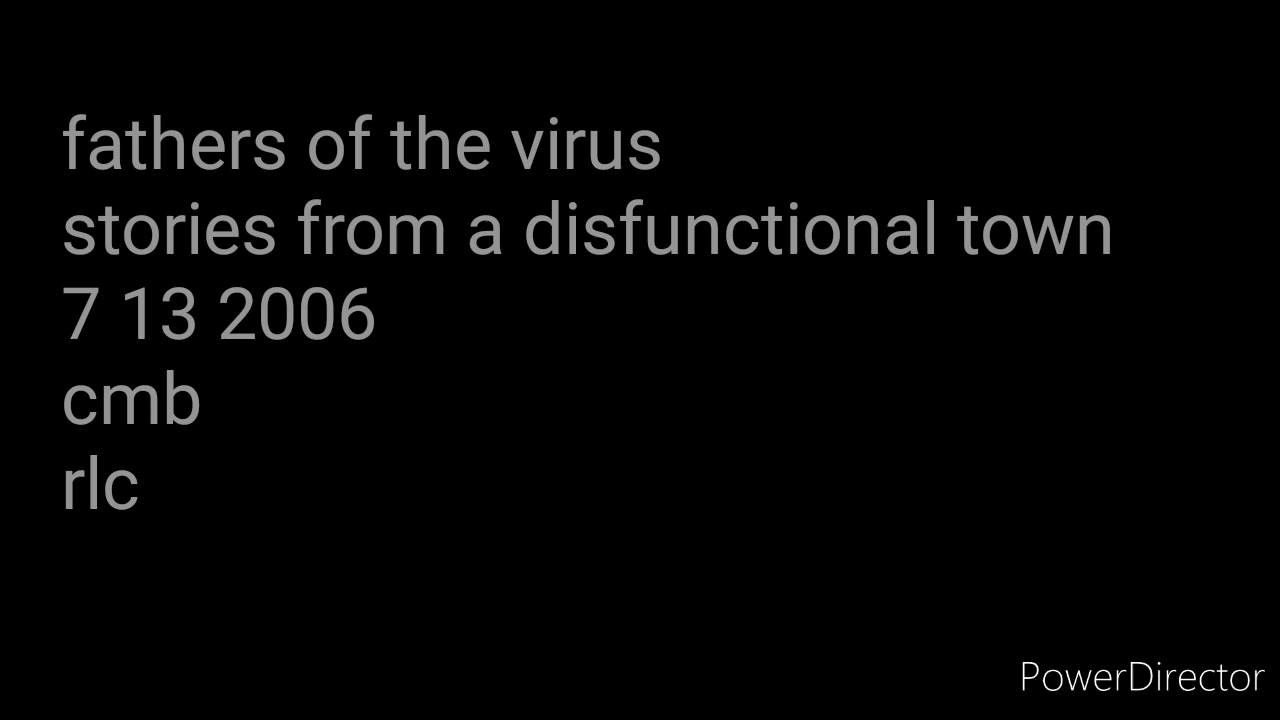 fathers of the virus
stories from a disfunctional town
7 13 2006
cmb
rlc
PowerDirector